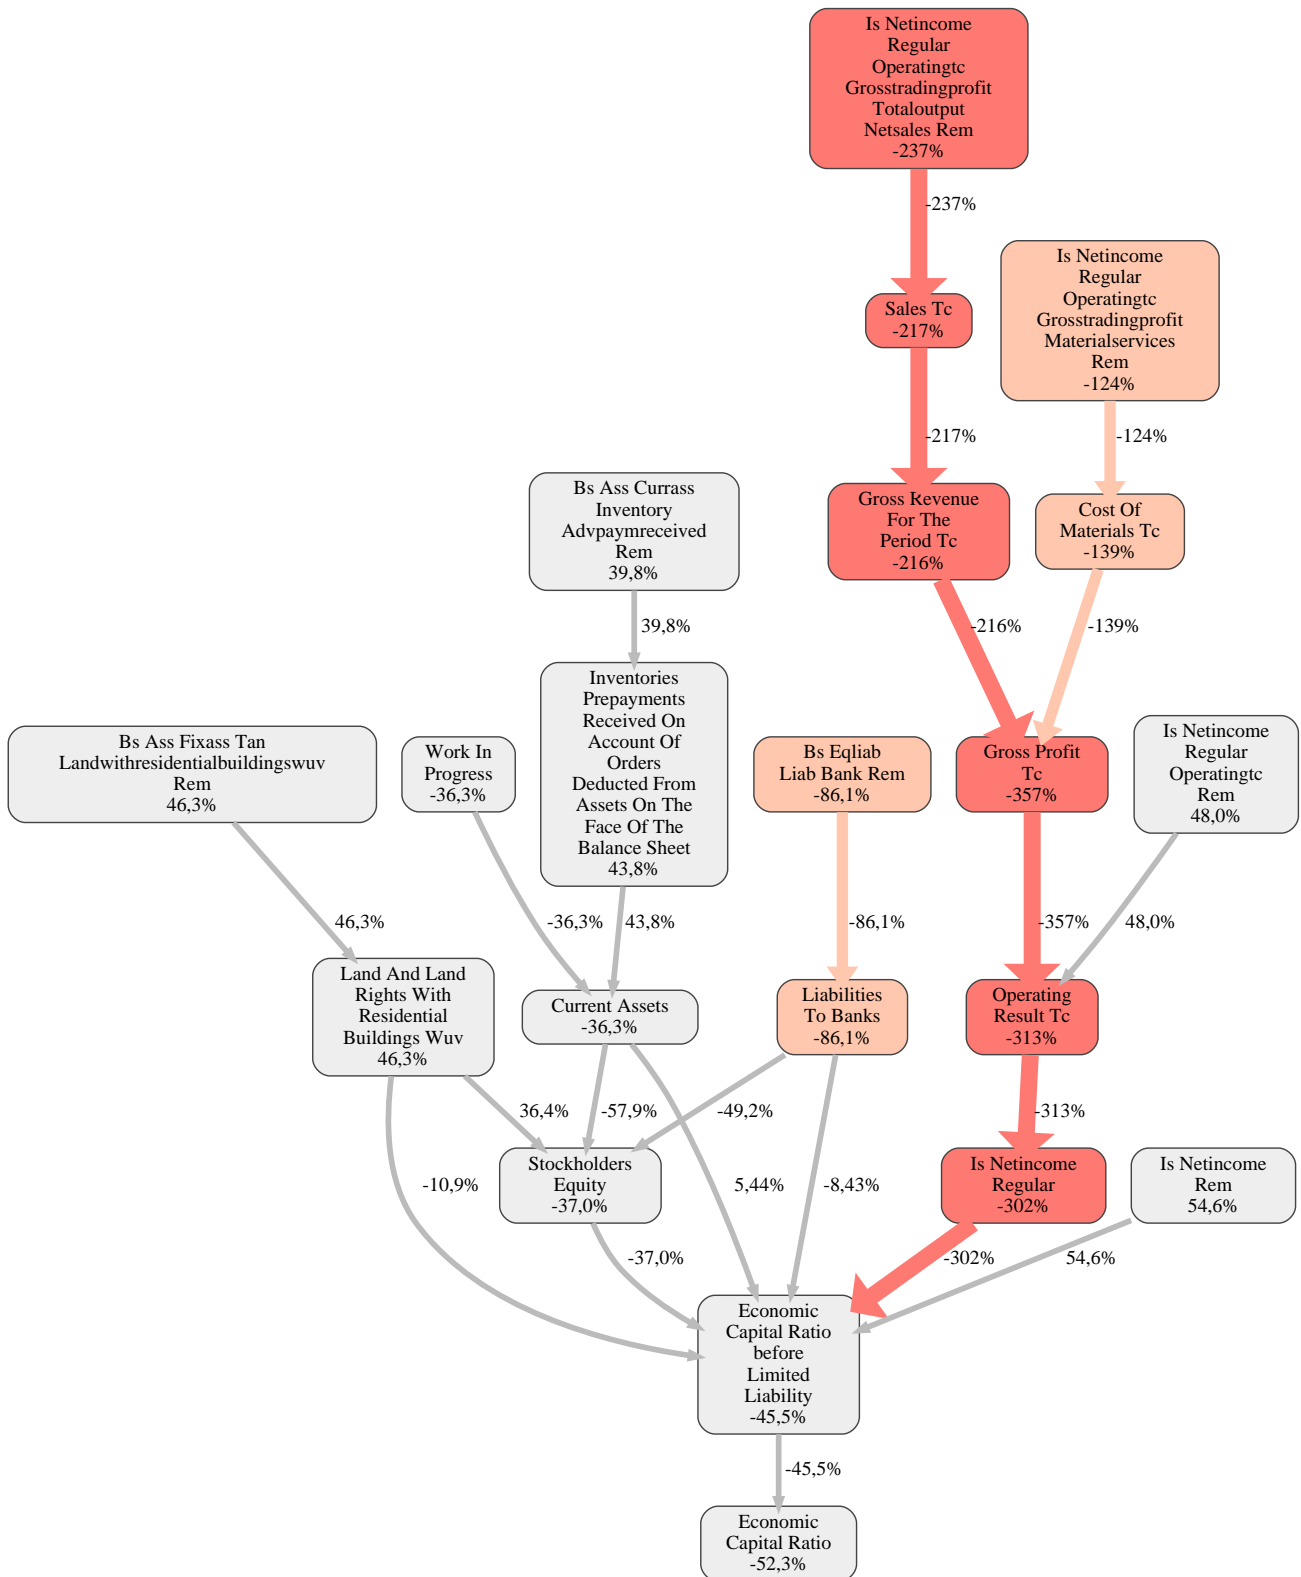 Is Netincome
Regular
Operatingtc
Grosstradingprofit
Totaloutput
Netsales Rem
-237%
-237%
Is Netincome
Regular
Operatingtc
Grosstradingprofit
Materialservices
Rem
-124%
Sales Tc
-217%
-217%
-124%
Bs Ass Currass
Inventory
Advpaymreceived
Rem
39,8%
Gross Revenue
For The
Period Tc
-216%
Cost Of
Materials Tc
-139%
39,8%
-216%
-139%
Inventories
Prepayments
Received On
Account Of
Orders
Deducted From
Assets On The
Face Of The
Balance Sheet
43,8%
Bs Ass Fixass Tan
Landwithresidentialbuildingswuv
Rem
46,3%
Work In
Progress
-36,3%
Bs Eqliab
Liab Bank Rem
-86,1%
Gross Profit
Tc
-357%
Is Netincome
Regular
Operatingtc
Rem
48,0%
46,3%
-36,3%
43,8%
-86,1%
-357%
48,0%
Land And Land
Rights With
Residential
Buildings Wuv
46,3%
Current Assets
-36,3%
Liabilities
To Banks
-86,1%
Operating
Result Tc
-313%
36,4%
-57,9%
-49,2%
-313%
Stockholders
Equity
-37,0%
-10,9%
5,44%
-8,43%
Is Netincome
Regular
-302%
Is Netincome
Rem
54,6%
-37,0%
-302%
54,6%
Economic
Capital Ratio
before
Limited
Liability
-45,5%
-45,5%
Economic
Capital Ratio
-52,3%